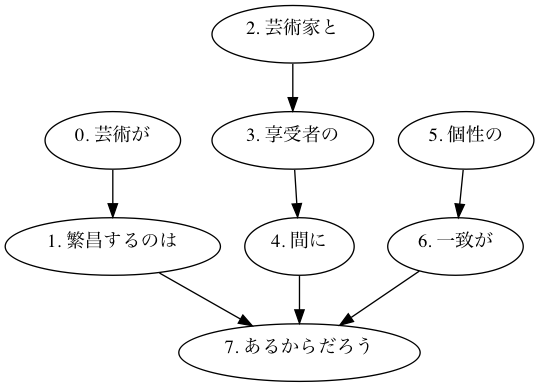 2. 芸術家と
0. 芸術が
3. 享受者の
5. 個性の
1. 繁昌するのは
4. 間に
6. 一致が
7. あるからだろう